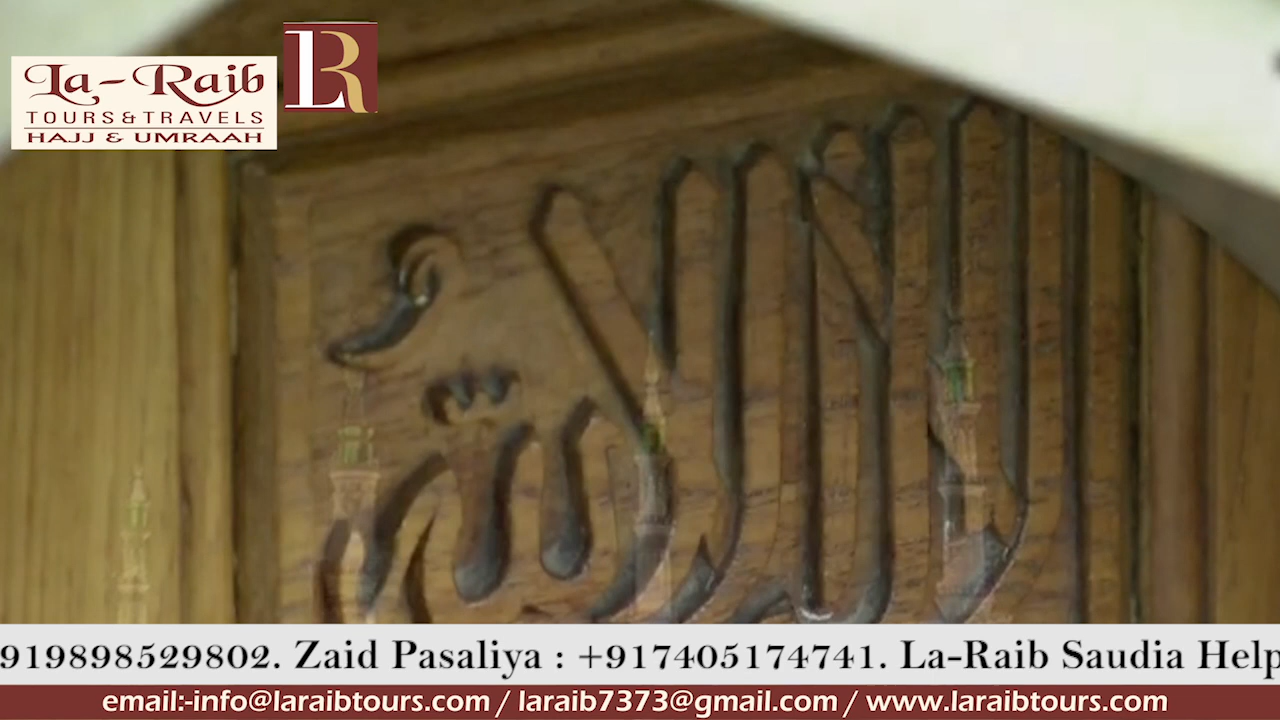 La-Raib
TOURS & TRAVELS
HAJJ & UMRAAH
LR
919898529802. Zaid Pasaliya : +917405174741. La-Raib Saudia Help
email:-info@laraibtours.com / laraib7373@gmail.com / www.laraibtours.com